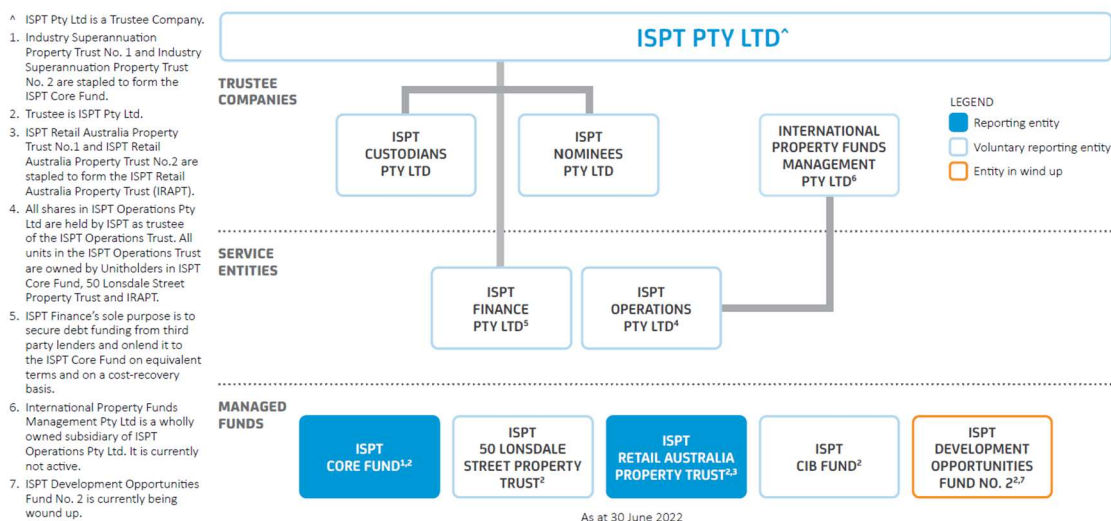 ^ ISPT Pty Ltd is a Trustee Company.
1. Industry Superannuation
Property Trust No. 1 and Industry
Superannuation Property Trust
No. 2 are stapled to form the
ISPT Core Fund.
2. Trustee is ISPT Pty Ltd.
3. ISPT Retail Australia Property
Trust No.1 and ISPT Retail
Australia Property Trust No.2 are
stapled to form the ISPT Retail
Australia Property Trust (IRAPT).
4. All shares in ISPT Operations Pty
Ltd are held by ISPT as trustee
of the ISPT Operations Trust. All
units in the ISPT Operations Trust
are owned by Unitholders in ISPT
Core Fund, 50 Lonsdale Street
Property Trust and IRAPT.
5. ISPT Finance’s sole purpose is to
secure debt funding from third
party lenders and onlend it to
the ISPT Core Fund on equivalent
terms and on a cost-recovery
basis.
6. International Property Funds
Management Pty Ltd is a wholly
owned subsidiary of ISPT
Operations Pty Ltd. It is currently
not active.
7. ISPT Development Opportunities
Fund No. 2 is currently being
wound up.
ISPT PTY LTD^
TRUSTEE
COMPANIES
ISPT
CUSTODIANS
PTY LTD
ISPT
NOMINEES
PTY LTD
INTERNATIONAL
PROPERTY FUNDS
MANAGEMENT
PTY LTD⁶
LEGEND
Reporting entity
Voluntary reporting entity
Entity in wind up
SERVICE
ENTITIES
ISPT
FINANCE
PTY LTD⁵
ISPT
OPERATIONS
PTY LTD⁴
MANAGED
FUNDS
ISPT
CORE FUND¹,²
ISPT
50 LONSDALE
STREET PROPERTY
TRUST²
ISPT
RETAIL AUSTRALIA
PROPERTY TRUST²,³
ISPT
CIB FUND²
ISPT
DEVELOPMENT
OPPORTUNITIES
FUND NO. 2²,⁷
As at 30 June 2022